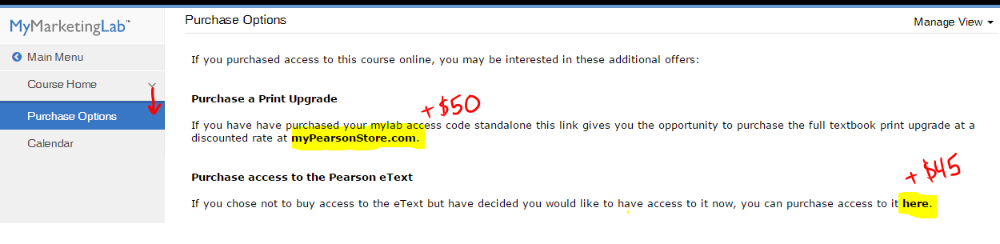 MyMarketingLab™
Purchase Options
Manage View
Main Menu
Course Home
Purchase Options
Calendar
If you purchased access to this course online, you may be interested in these additional offers:
Purchase a Print Upgrade
+ $50
If you have have purchased your mylab access code standalone this link gives you the opportunity to purchase the full textbook print upgrade at a
discounted rate at myPearsonStore.com.
Purchase access to the Pearson eText
+ $45
If you chose not to buy access to the eText but have decided you would like to have access to it now, you can purchase access to it here.